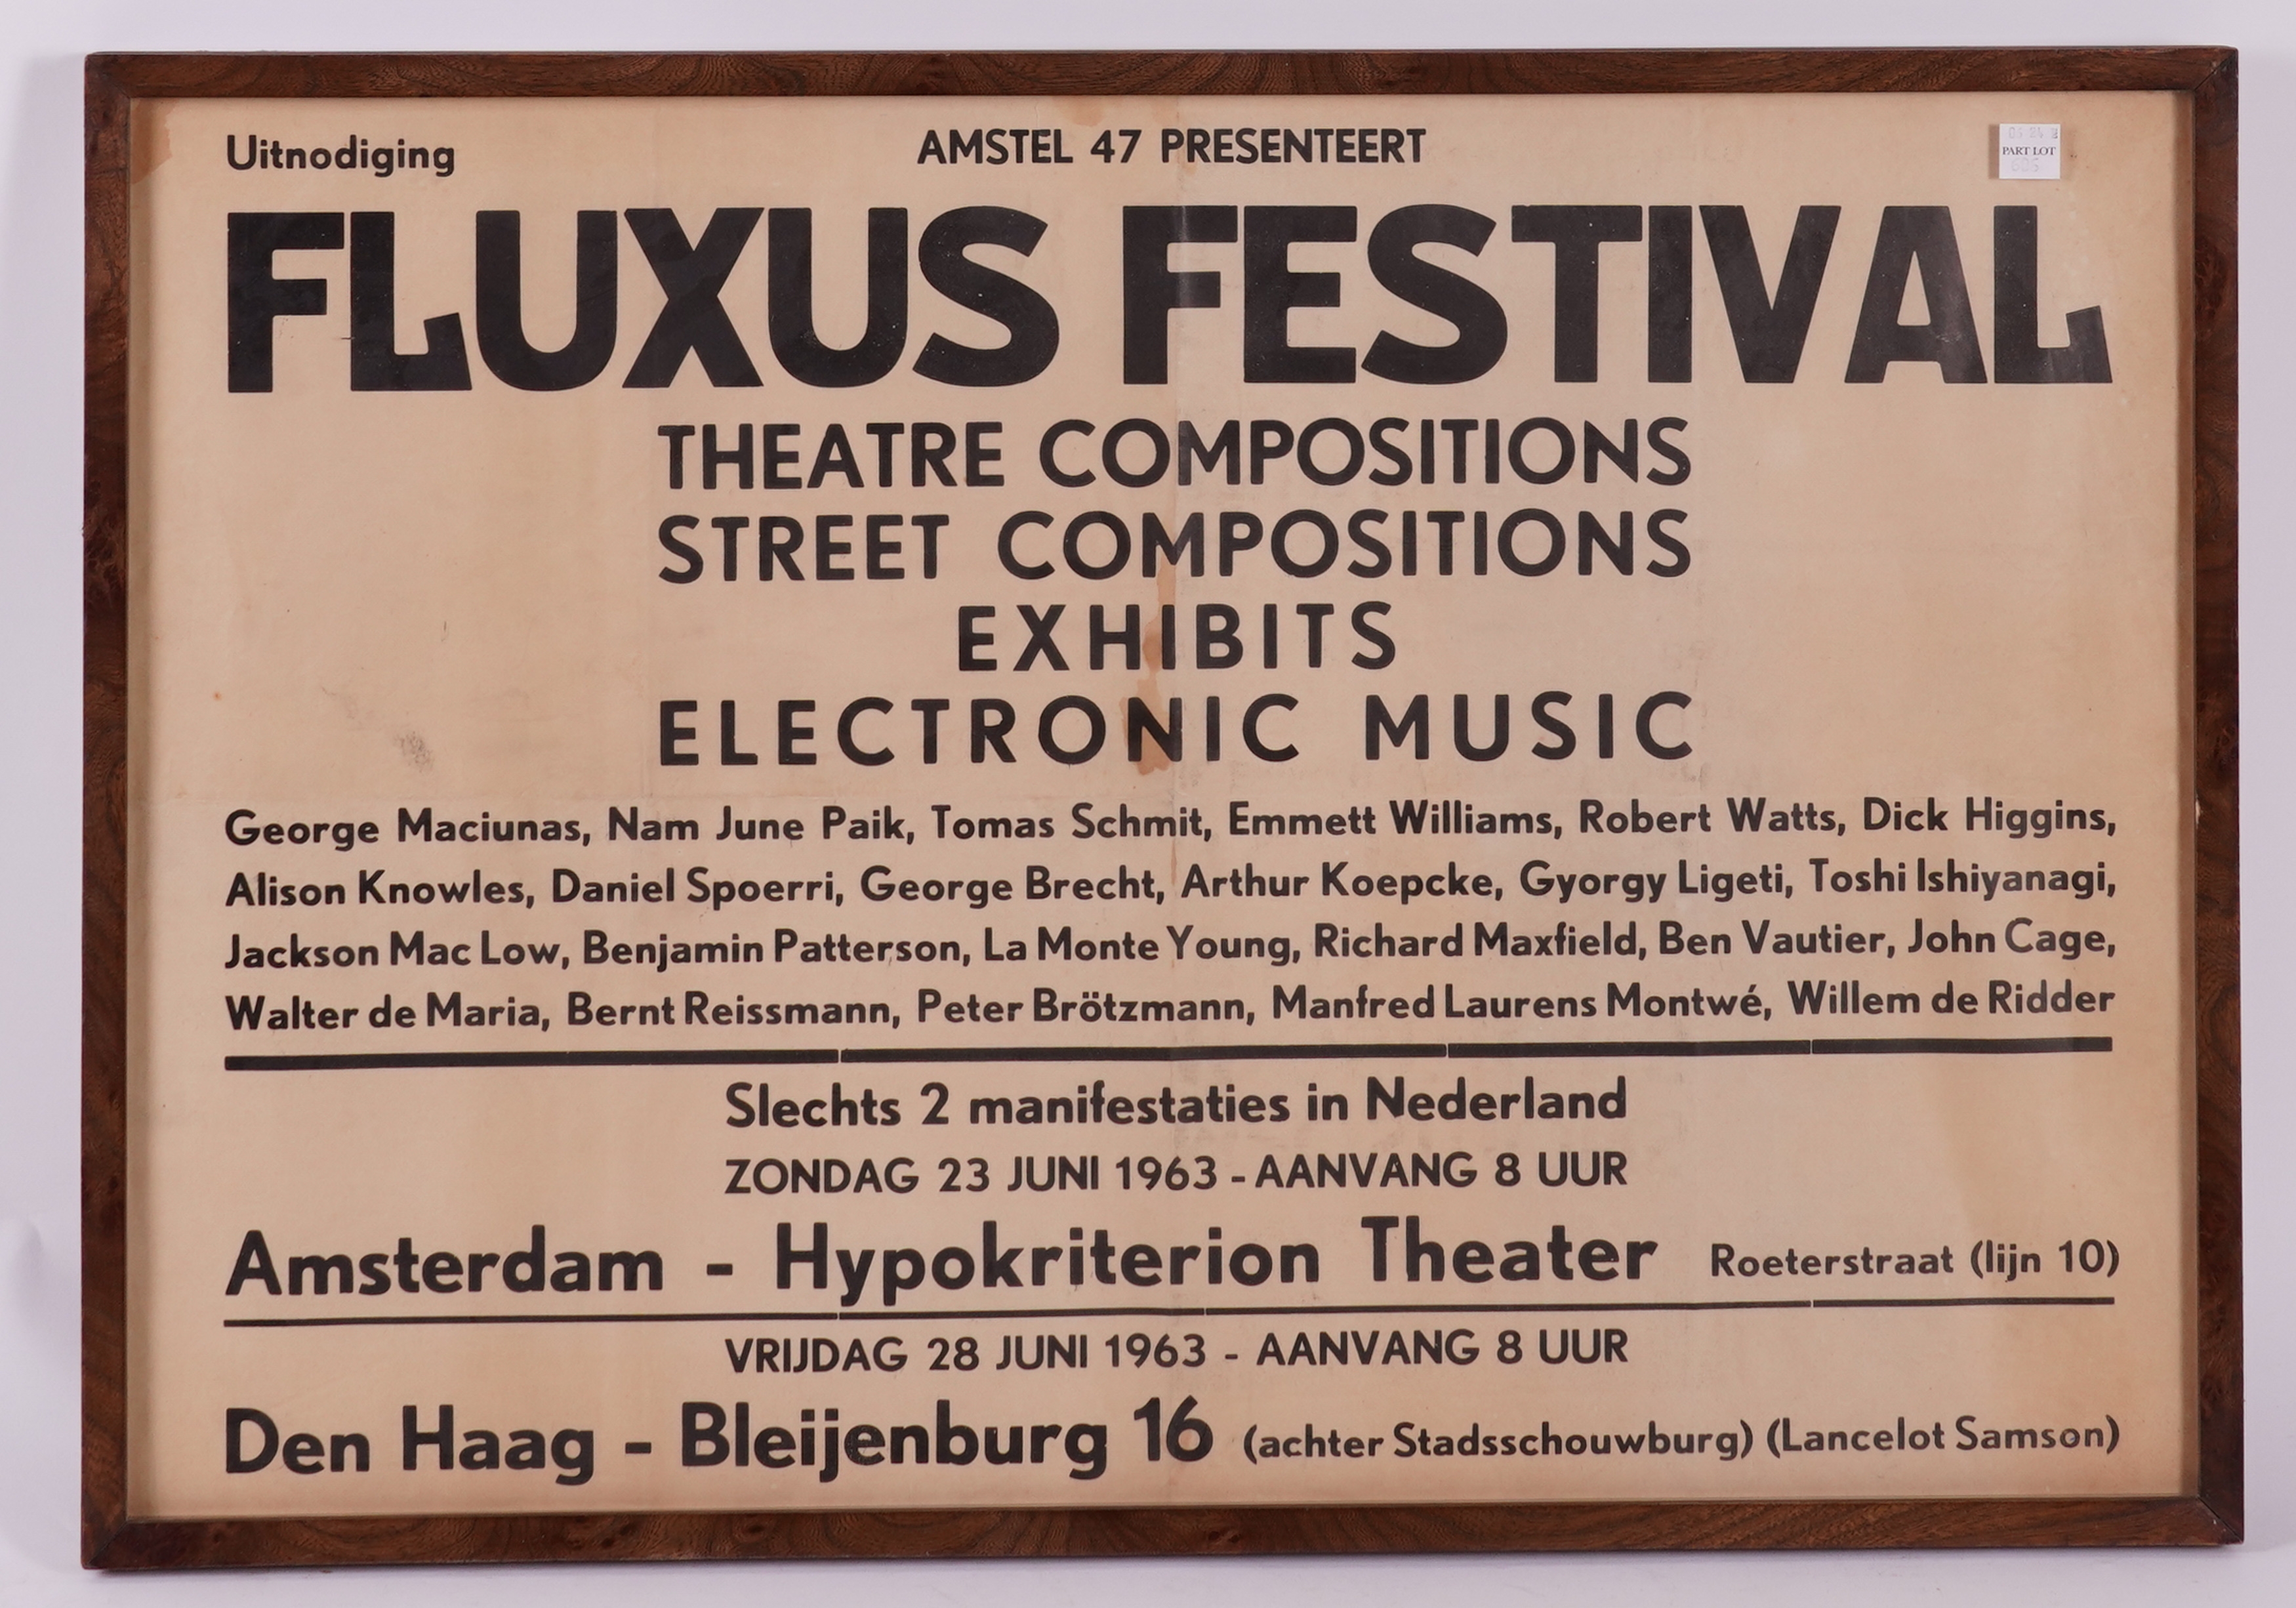 Uitnodiging
AMSTEL 47 PRESENTEERT
PART LOT
FLUXUS FESTIVAL
THEATRE COMPOSITIONS
STREET COMPOSITIONS
EXHIBITS
ELECTRONIC MUSIC
George Maciunas, Nam June Paik, Tomas Schmit, Emmett Williams, Robert Watts, Dick Higgins,
Alison Knowles, Daniel Spoerri, George Brecht, Arthur Koepcke, Gyorgy Ligeti, Toshi Ishiyanagi,
Jackson Mac Low, Benjamin Patterson, La Monte Young, Richard Maxfield, Ben Vautier, John Cage,
Walter de Maria, Bernt Reissmann, Peter Brötzmann, Manfred Laurens Montwé, Willem de Ridder
Slechts 2 manifestaties in Nederland
ZONDAG 23 JUNI 1963 - AANVANG 8 UUR
Amsterdam - Hypokriterion Theater Roeterstraat (lijn 10)
VRIJDAG 28 JUNI 1963 - AANVANG 8 UUR
Den Haag - Bleijenburg 16 (achter Stadsschouwburg) (Lancelot Samson)